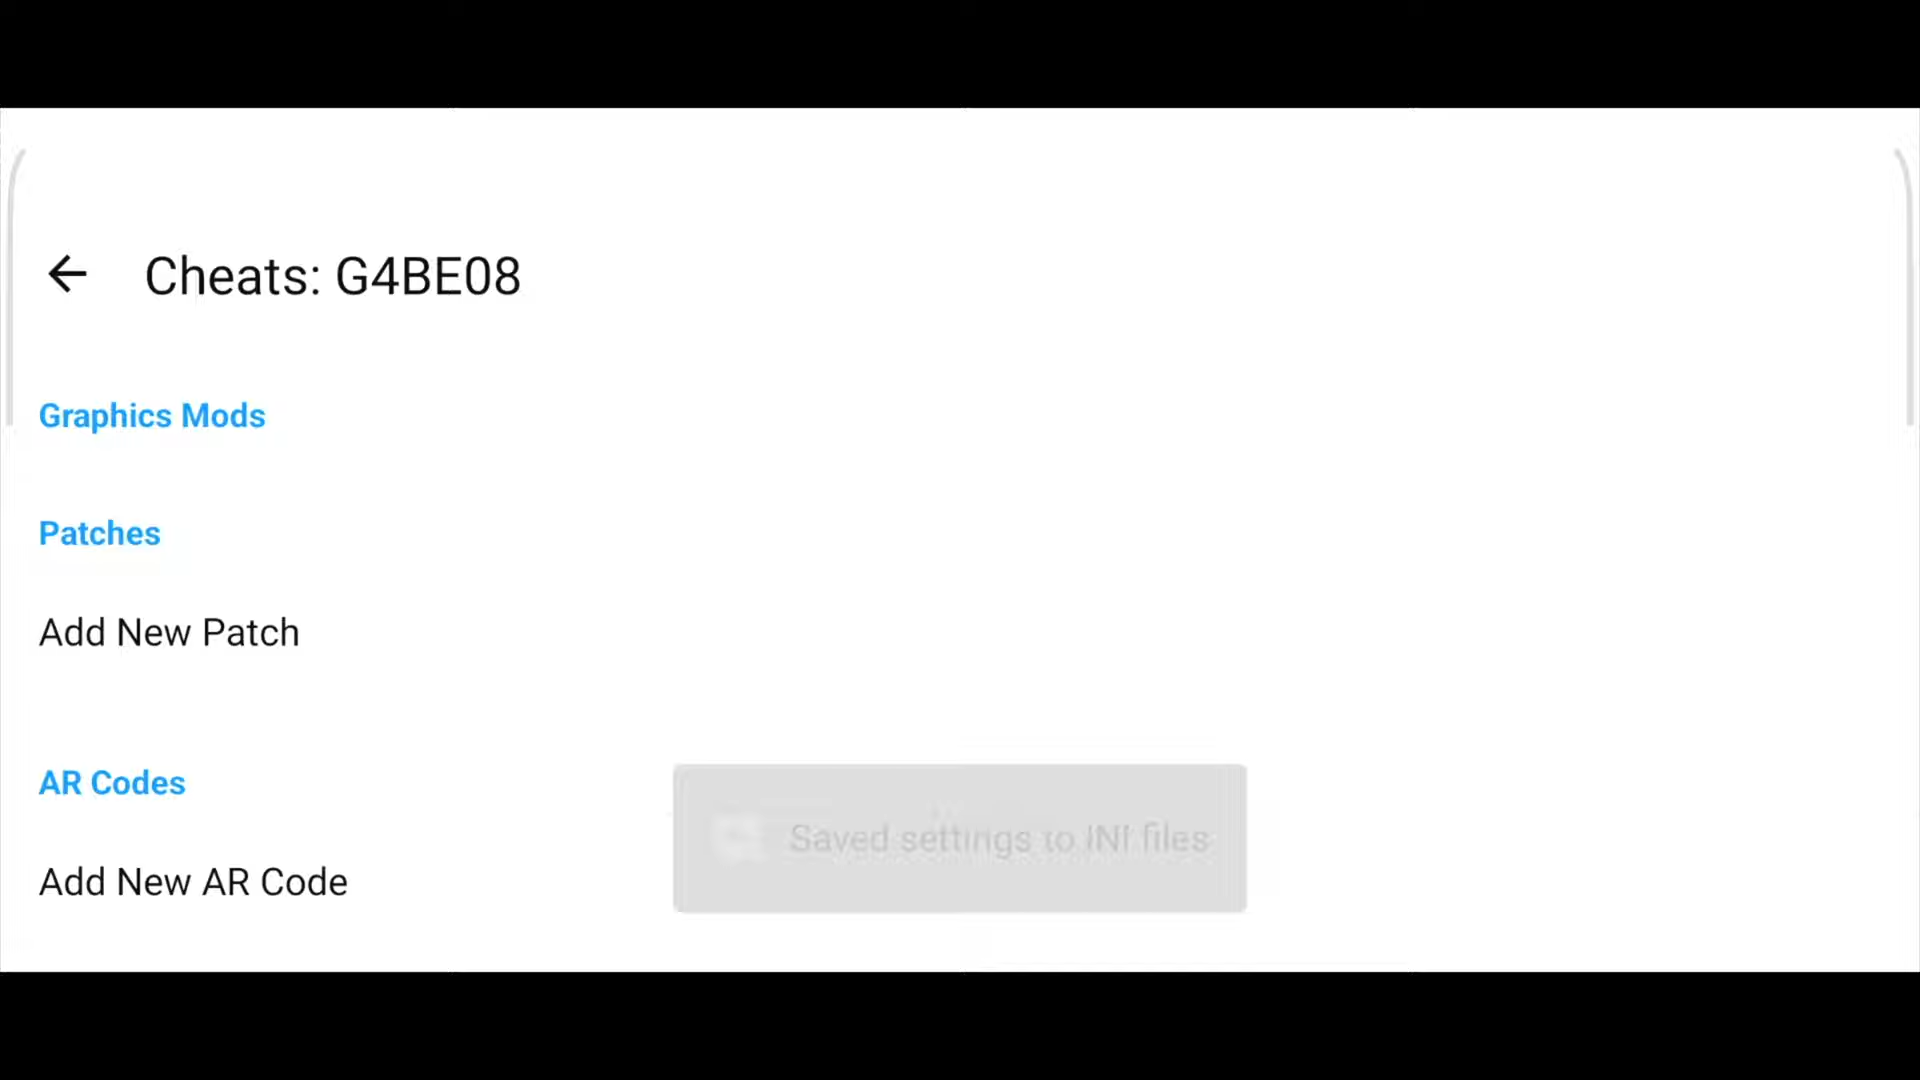 Cheats: G4BE08
Graphics Mods
Patches
Add New Patch
AR Codes
Add New AR Code
Saved settings to INI files